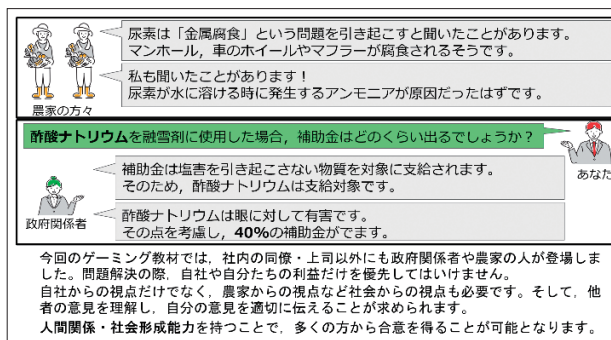 尿素は「金属腐食」という問題を引き起こすと聞いたことがあります。
マンホール，車のホイールやマフラーが腐食されるそうです。
私も聞いたことがあります！
尿素が水に溶ける時に発生するアンモニアが原因だったはずです。
農家の方々
酢酸ナトリウムを融雪剤に使用した場合，補助金はどのくらい出るでしょうか？
あなた
補助金は塩害を引き起こさない物質を対象に支給されます。
そのため，酢酸ナトリウムは支給対象です。
政府関係者
酢酸ナトリウムは眼に対して有害です。
その点を考慮し，40%の補助金がでます。
今回のゲーミング教材では，社内の同僚・上司以外にも政府関係者や農家の人が登場しま
した。問題解決の際，自社や自分たちの利益だけを優先してはいけません。
自社からの視点だけでなく，農家からの視点など社会からの視点も必要です。そして，他
者の意見を理解し，自分の意見を適切に伝えることが求められます。
人間関係・社会形成能力を持つことで，多くの方から合意を得ることが可能となります。